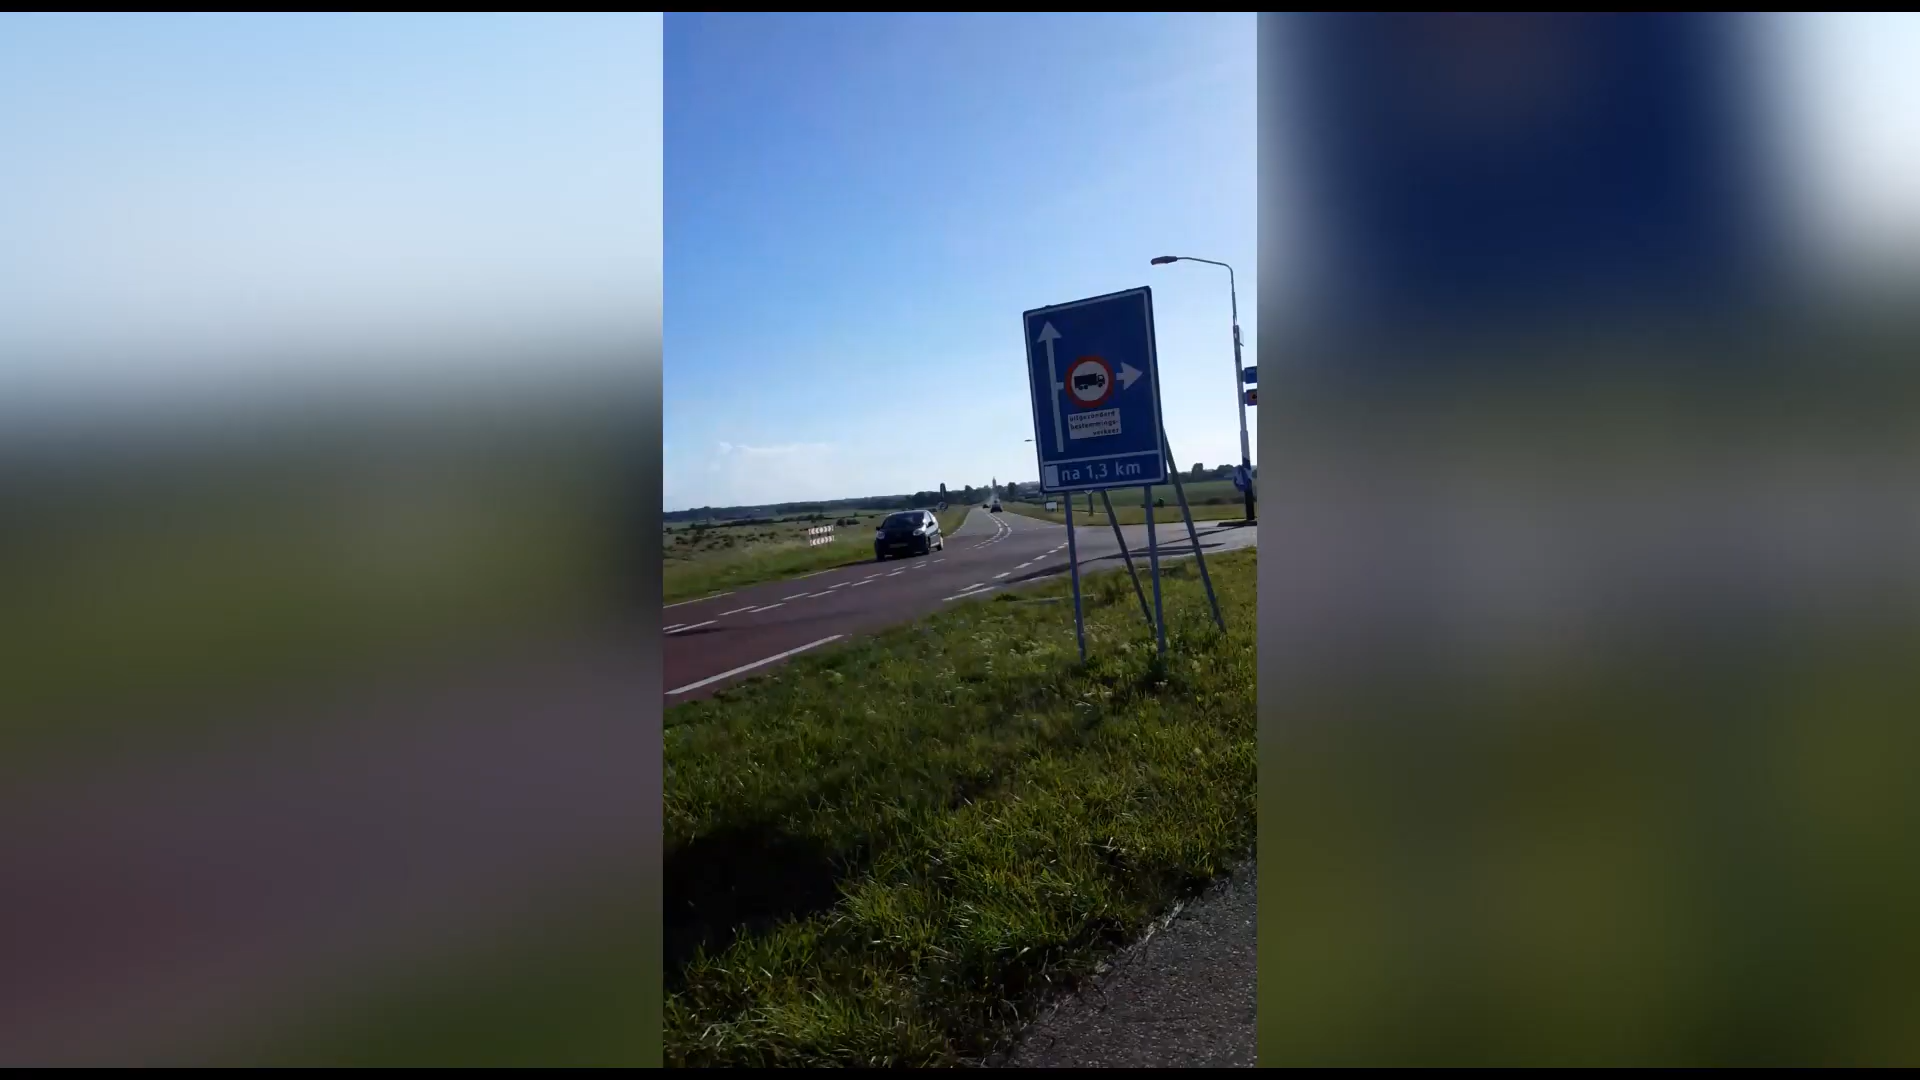 uitgezonderd
bestemmings-
verkeer
na 1,3 km